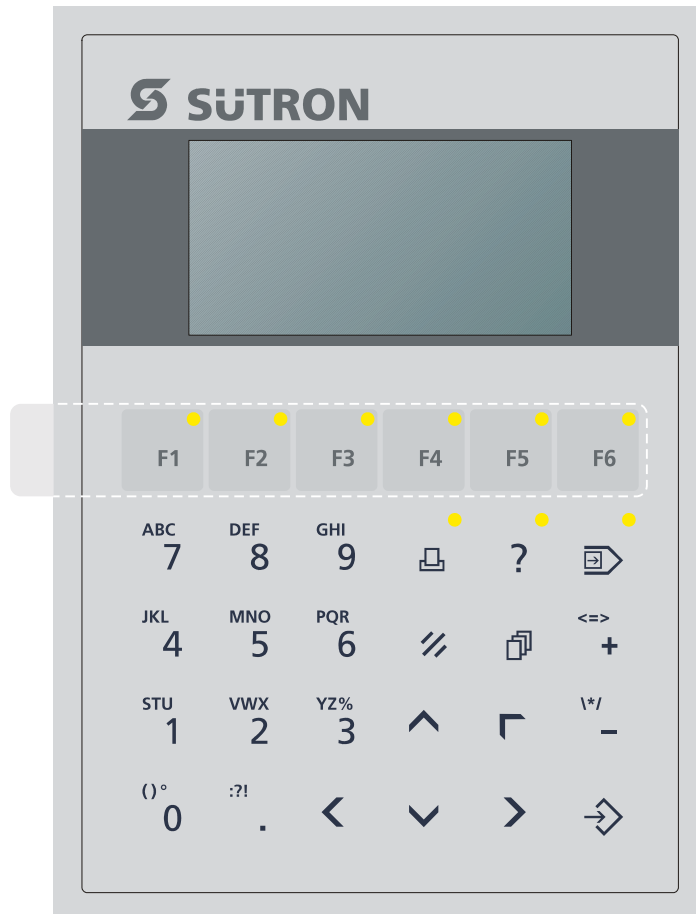 SÜTRON
F1 F2 F3 F4 F5 F6
ABC DEF GHI
7 8 9 ?
JKL MNO PQR <=>
4 5 6 +
STU VWX YZ% \*/
1 2 3 -
()° :?!
0 .